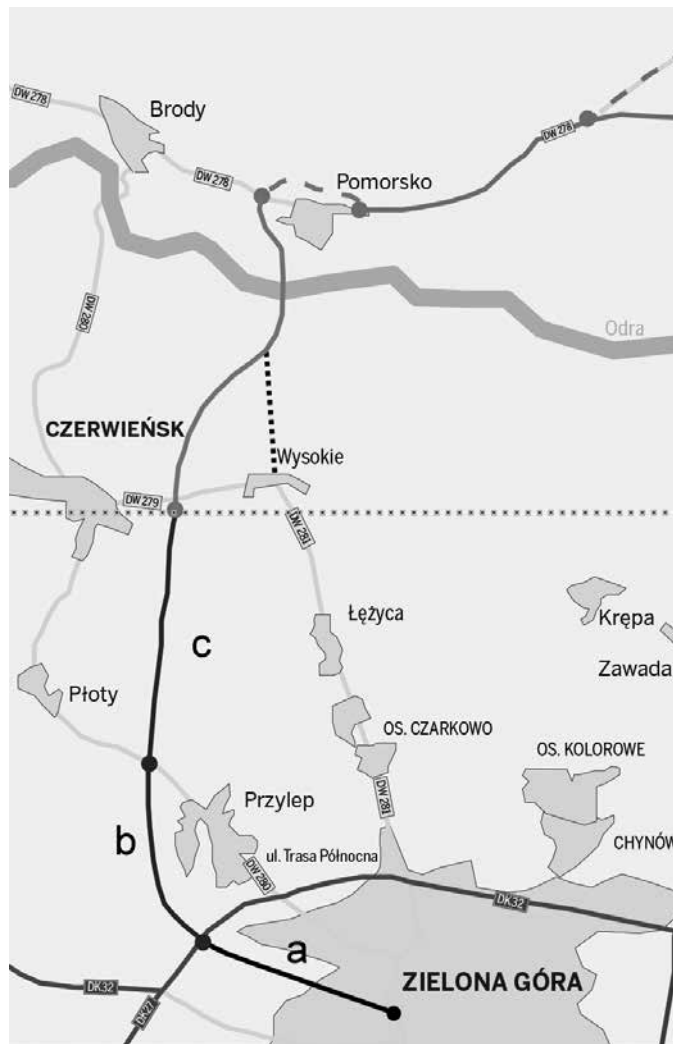 DW 278
Brody
DW 278
DW 278
Pomorsko
DW 280
Odra
CZERWIEŃSK
Wysokie
DW 279
DW 281
c
Łężyca
Krępa
Zawada
Płoty
OS. CZARKOWO
OS. KOLOROWE
DW 281
Przylep
b
ul. Trasa Północna
CHYNÓW
DW 280
DK32
a
ZIELONA GÓRA
DK32
DK27